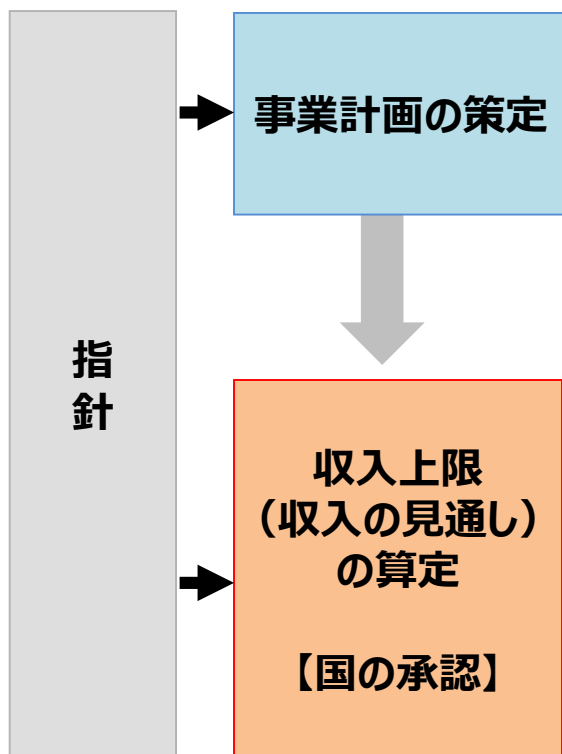 指
針
事業計画の策定
収入上限
（収入の見通し）
の算定
【国の承認】